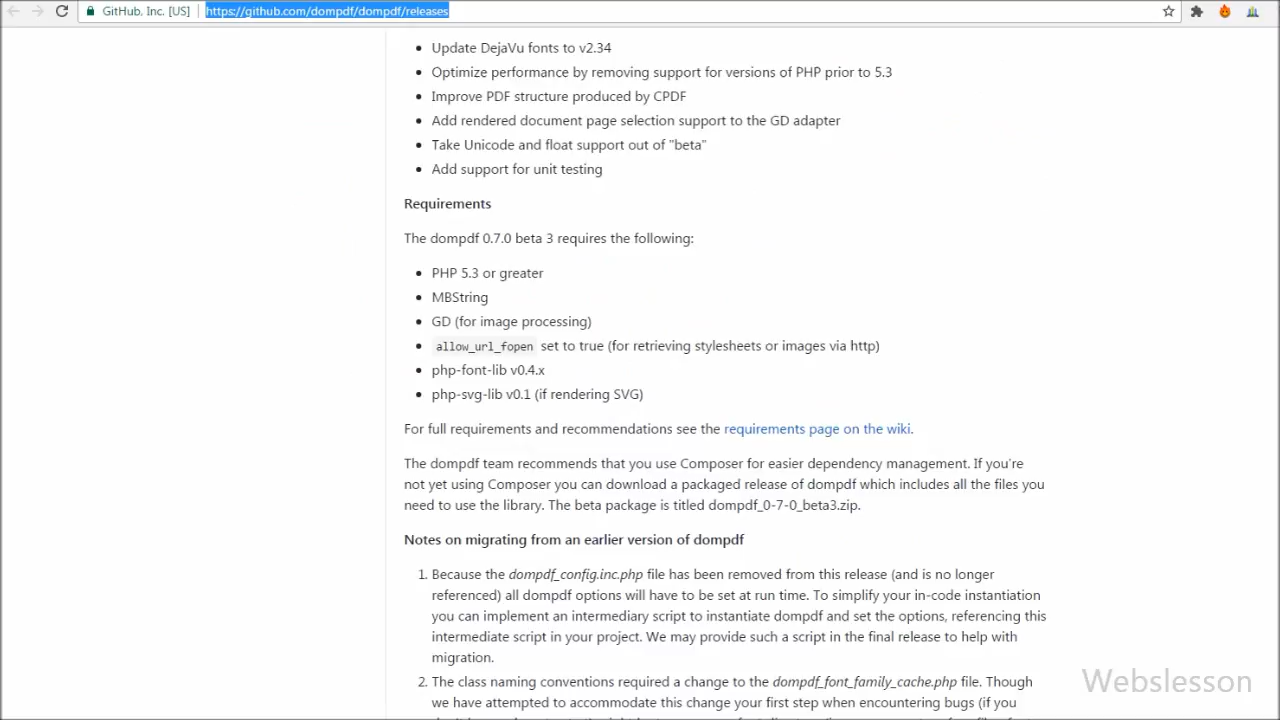 GitHub, Inc. [US] https://github.com/dompdf/dompdf/releases
Update DejaVu fonts to v2.34
Optimize performance by removing support for versions of PHP prior to 5.3
Improve PDF structure produced by CPDF
Add rendered document page selection support to the GD adapter
Take Unicode and float support out of "beta"
Add support for unit testing
Requirements
The dompdf 0.7.0 beta 3 requires the following:
PHP 5.3 or greater
MBString
GD (for image processing)
allow_url_fopen set to true (for retrieving stylesheets or images via http)
php-font-lib v0.4.x
php-svg-lib v0.1 (if rendering SVG)
For full requirements and recommendations see the requirements page on the wiki.
The dompdf team recommends that you use Composer for easier dependency management. If you're
not yet using Composer you can download a packaged release of dompdf which includes all the files you
need to use the library. The beta package is titled dompdf_0-7-0_beta3.zip.
Notes on migrating from an earlier version of dompdf
1. Because the dompdf_config.inc.php file has been removed from this release (and is no longer
referenced) all dompdf options will have to be set at run time. To simplify your in-code instantiation
you can implement an intermediary script to instantiate dompdf and set the options, referencing this
intermediate script in your project. We may provide such a script in the final release to help with
migration.
2. The class naming conventions required a change to the dompdf_font_family_cache.php file. Though
we have attempted to accommodate this change your first step when encountering bugs (if you
Webslesson